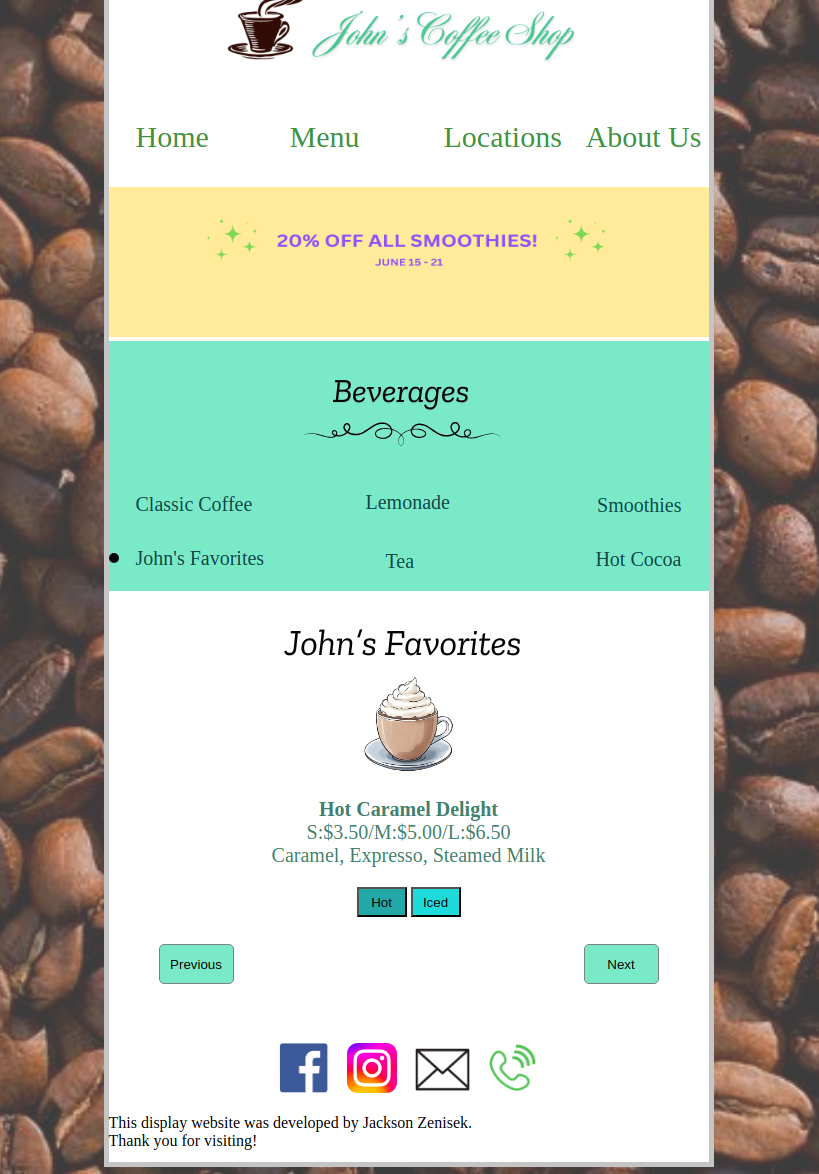 John's Coffee Shop
Home Menu Locations About Us
20% OFF ALL SMOOTHIES!
JUNE 15 - 21
Beverages
Classic Coffee Lemonade Smoothies
John's Favorites Tea Hot Cocoa
John's Favorites
Hot Caramel Delight
S:$3.50/M:$5.00/L:$6.50
Caramel, Expresso, Steamed Milk
Hot Iced
Previous Next
This display website was developed by Jackson Zenisek.
Thank you for visiting!